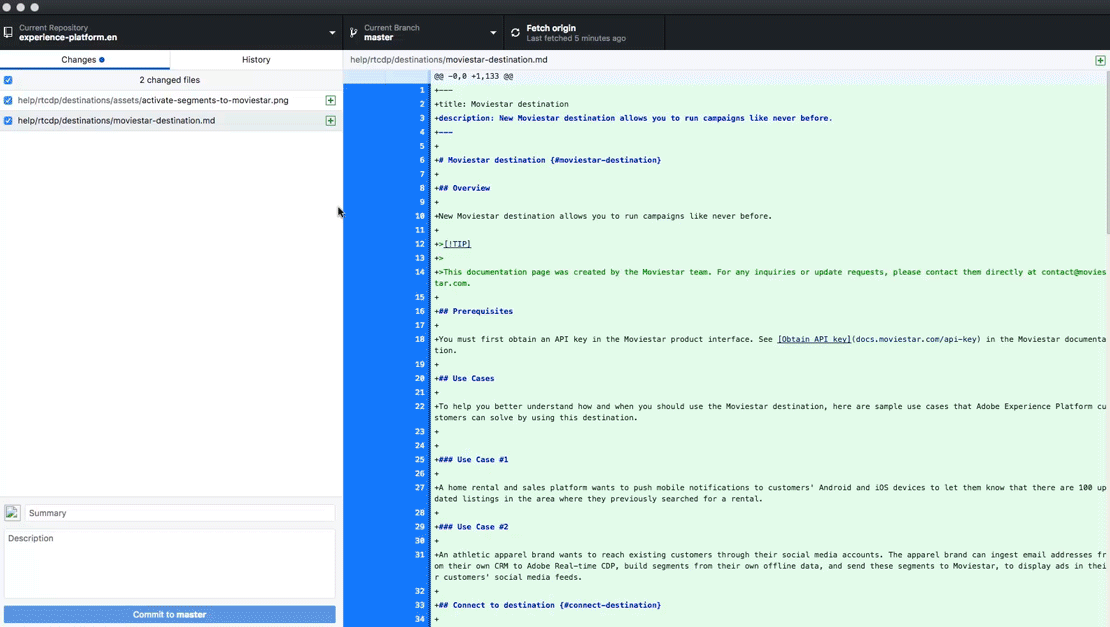 Current Repository
experience-platform.en
Current Branch
master
Fetch origin
Last fetched 5 minutes ago
Changes
History
help/rtcdp/destinations/moviestar-destination.md
2 changed files
help/rtcdp/destinations/assets/activate-segments-to-moviestar.png
help/rtcdp/destinations/moviestar-destination.md
Summary
Description
Commit to master
@@ -0,0 +1,133 @@
1 +---
2 +title: Moviestar destination
3 +description: New Moviestar destination allows you to run campaigns like never before.
4 +---
5 +
6 +# Moviestar destination {#moviestar-destination}
7 +
8 +## Overview
9 +
10 +New Moviestar destination allows you to run campaigns like never before.
11 +
12 +>[!TIP]
13 +>
14 +>This documentation page was created by the Moviestar team. For any inquiries or update requests, please contact them directly at contact@movies
tar.com.
15 +
16 +## Prerequisites
17 +
18 +You must first obtain an API key in the Moviestar product interface. See [Obtain API key](docs.moviestar.com/api-key) in the Moviestar documenta
tion.
19 +
20 +## Use Cases
21 +
22 +To help you better understand how and when you should use the Moviestar destination, here are sample use cases that Adobe Experience Platform cu
stomers can solve by using this destination.
23 +
24 +
25 +### Use Case #1
26 +
27 +A home rental and sales platform wants to push mobile notifications to customers' Android and iOS devices to let them know that there are 100 up
dated listings in the area where they previously searched for a rental.
28 +
29 +### Use Case #2
30 +
31 +An athletic apparel brand wants to reach existing customers through their social media accounts. The apparel brand can ingest email addresses fr
om their own CRM to Adobe Real-time CDP, build segments from their own offline data, and send these segments to Moviestar, to display ads in thei
r customers' social media feeds.
32 +
33 +## Connect to destination {#connect-destination}
34 +